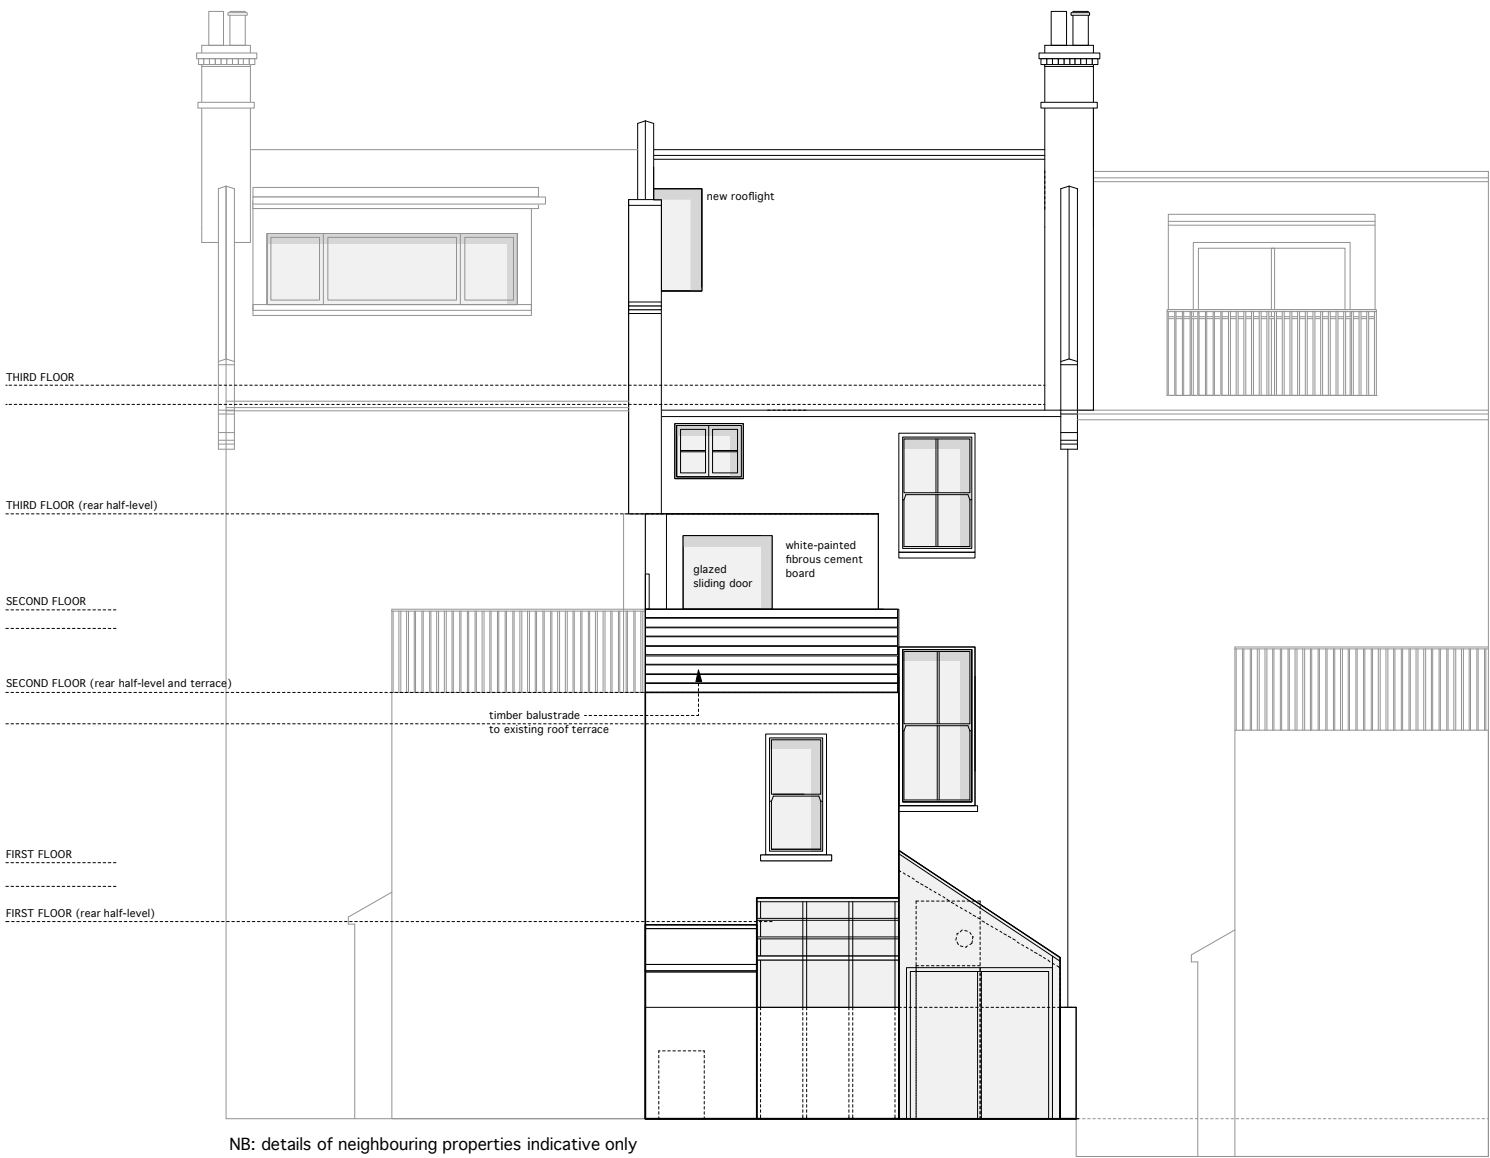 new rooflight
THIRD FLOOR
THIRD FLOOR (rear half-level)
white-painted
fibrous cement
board
glazed
sliding door
SECOND FLOOR
SECOND FLOOR (rear half-level and terrace)
timber balustrade
to existing roof terrace
FIRST FLOOR
FIRST FLOOR (rear half-level)
NB: details of neighbouring properties indicative only